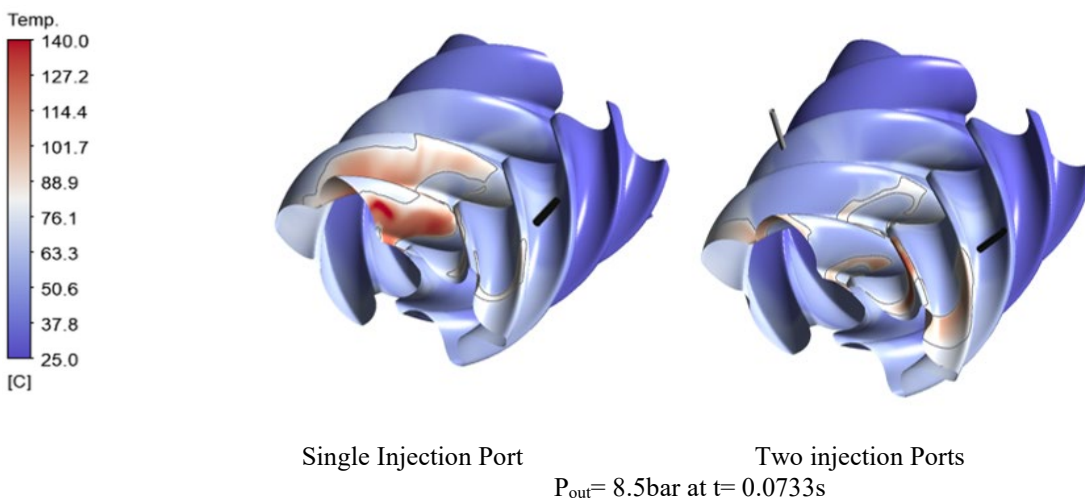 Temp.
140.0
127.2
114.4
101.7
88.9
76.1
63.3
50.6
37.8
25.0
[C]
Single Injection Port
Two injection Ports
Pout= 8.5bar at t= 0.0733s